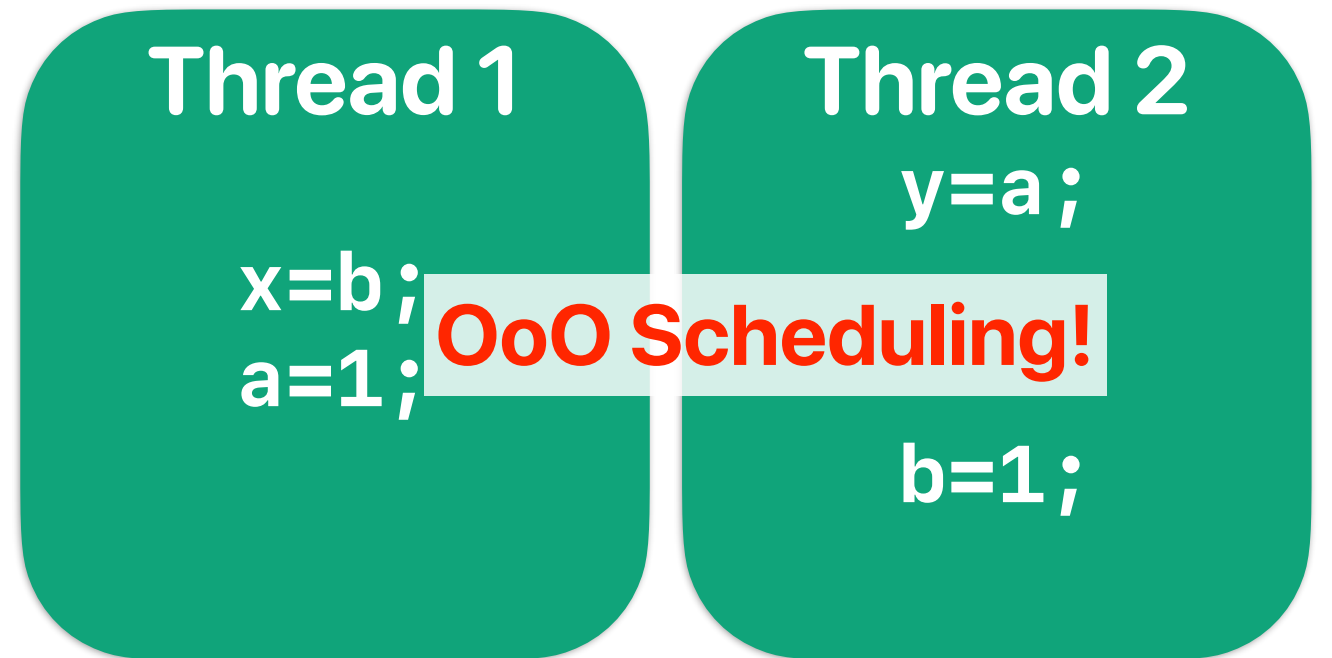 Thread 1
x=b;
a=1;
Thread 2
y=a;
OoO Scheduling!
b=1;